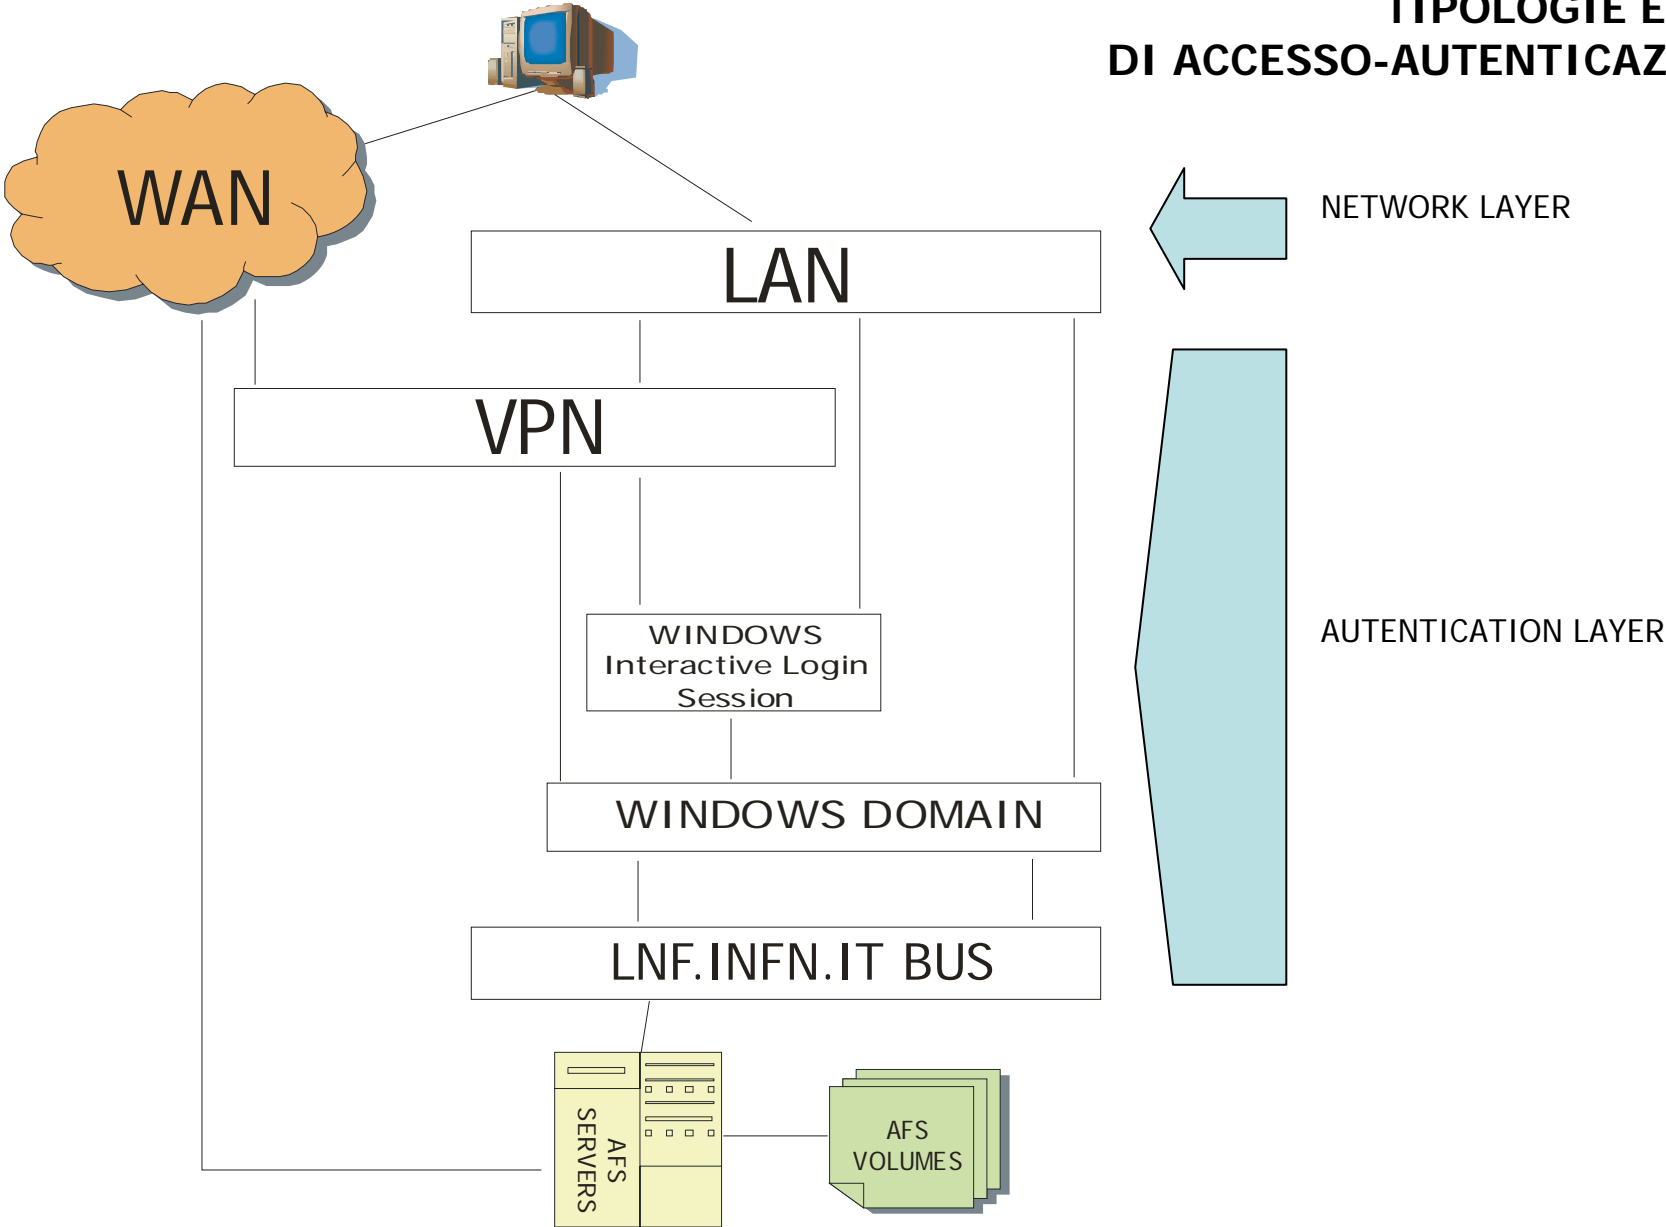 TIPOLOGIE E
DI ACCESSO-AUTENTICAZ
WAN
NETWORK LAYER
LAN
VPN
WINDOWS
Interactive Login
Session
AUTENTICATION LAYER
WINDOWS DOMAIN
LNF.INFN.IT BUS
AFS
SERVERS
AFS
VOLUMES